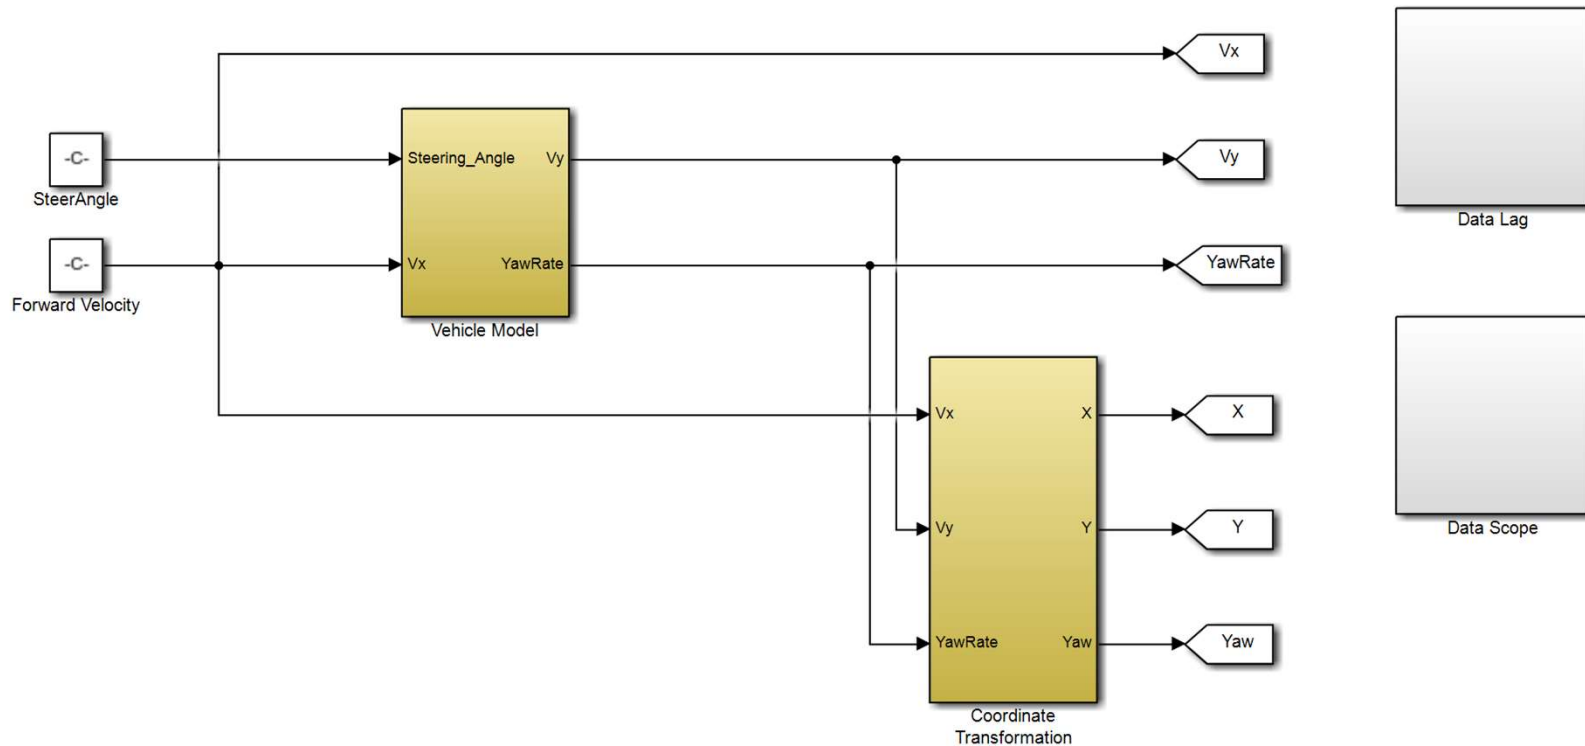 Vx
-C-
SteerAngle
Steering_Angle
Vy
Vy
-C-
Forward Velocity
Vx
YawRate
YawRate
Vehicle Model
Data Lag
Vx
X
X
Vy
Y
Y
YawRate
Yaw
Yaw
Coordinate
Transformation
Data Scope